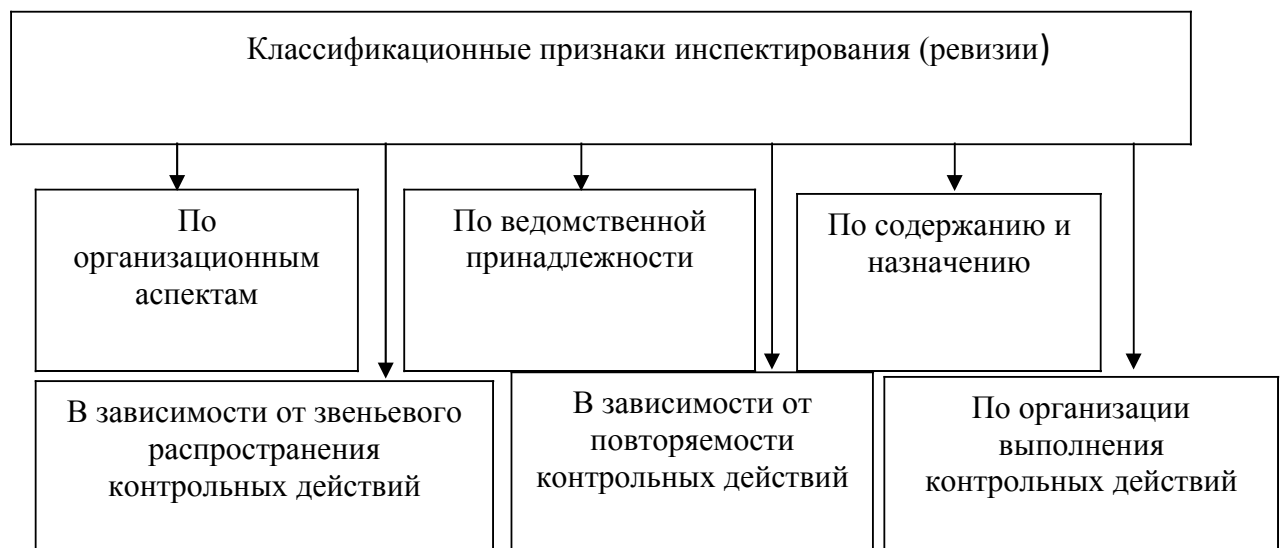 Классификационные признаки инспектирования (ревизии)
По
организационным
аспектам
По ведомственной
принадлежности
По содержанию и
назначению
В зависимости от звеньевого
распространения
контрольных действий
В зависимости от
повторяемости
контрольных действий
По организации
выполнения
контрольных действий